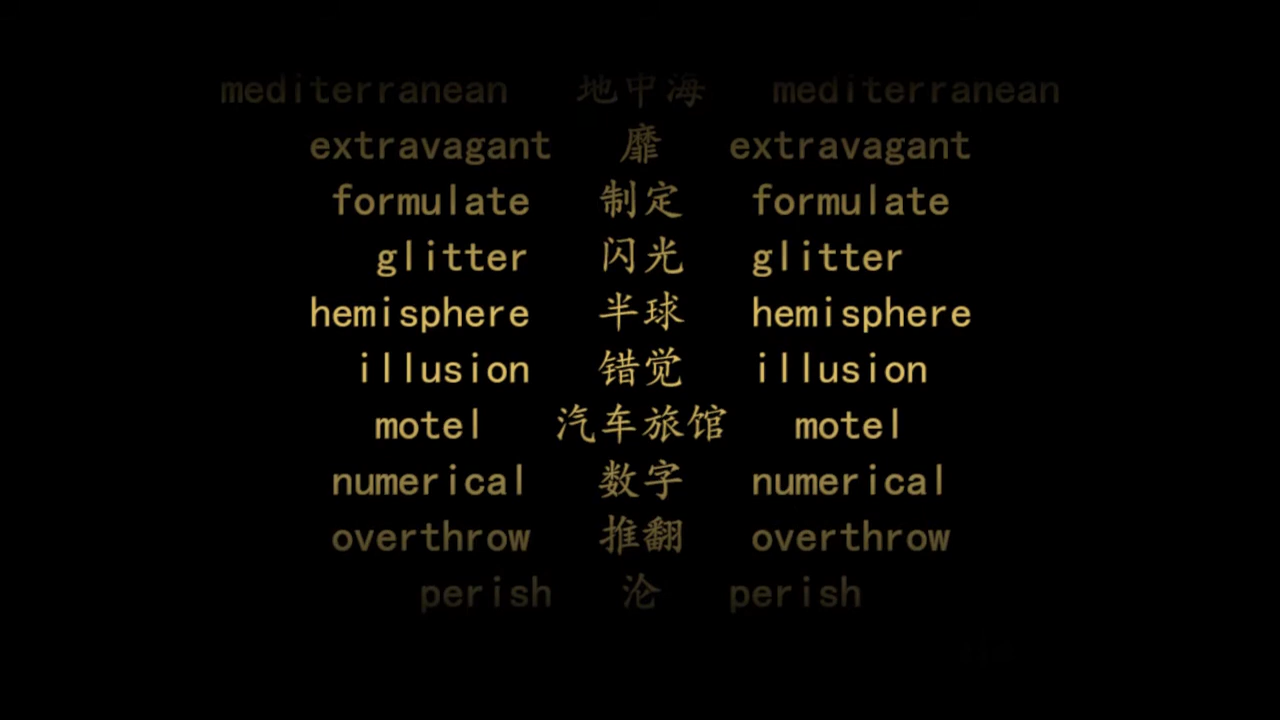 mediterranean 地中海 mediterranean
extravagant 靡 extravagant
formulate 制定 formulate
glitter 闪光 glitter
hemisphere 半球 hemisphere
illusion 错觉 illusion
motel 汽车旅馆 motel
numerical 数字 numerical
overthrow 推翻 overthrow
perish 沦 perish